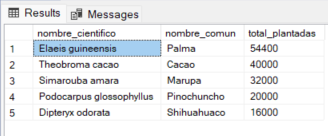 Results Messages
nombre_cientifico nombre_comun total_plantadas
1 Elaeis guineensis Palma 54400
2 Theobroma cacao Cacao 40000
3 Simarouba amara Marupa 32000
4 Podocarpus glossophyllus Pinochuncho 20000
5 Dipteryx odorata Shihuahuaco 16000